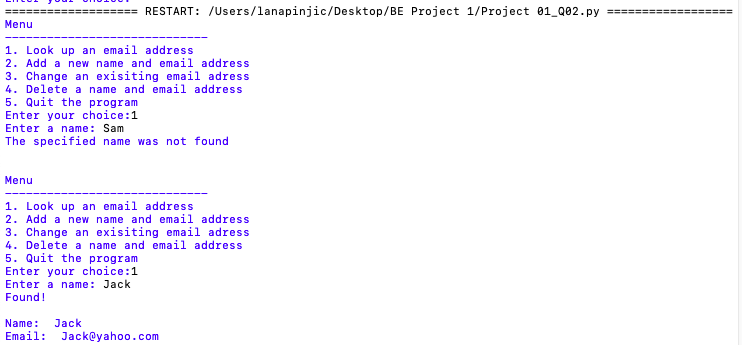 =================== RESTART: /Users/lanapinjic/Desktop/BE Project 1/Project 01_Q02.py ==================
Menu
-----------------------------
1. Look up an email address
2. Add a new name and email address
3. Change an exisiting email adress
4. Delete a name and email address
5. Quit the program
Enter your choice:1
Enter a name: Sam
The specified name was not found
Menu
-----------------------------
1. Look up an email address
2. Add a new name and email address
3. Change an exisiting email adress
4. Delete a name and email address
5. Quit the program
Enter your choice:1
Enter a name: Jack
Found!
Name:  Jack
Email:  Jack@yahoo.com